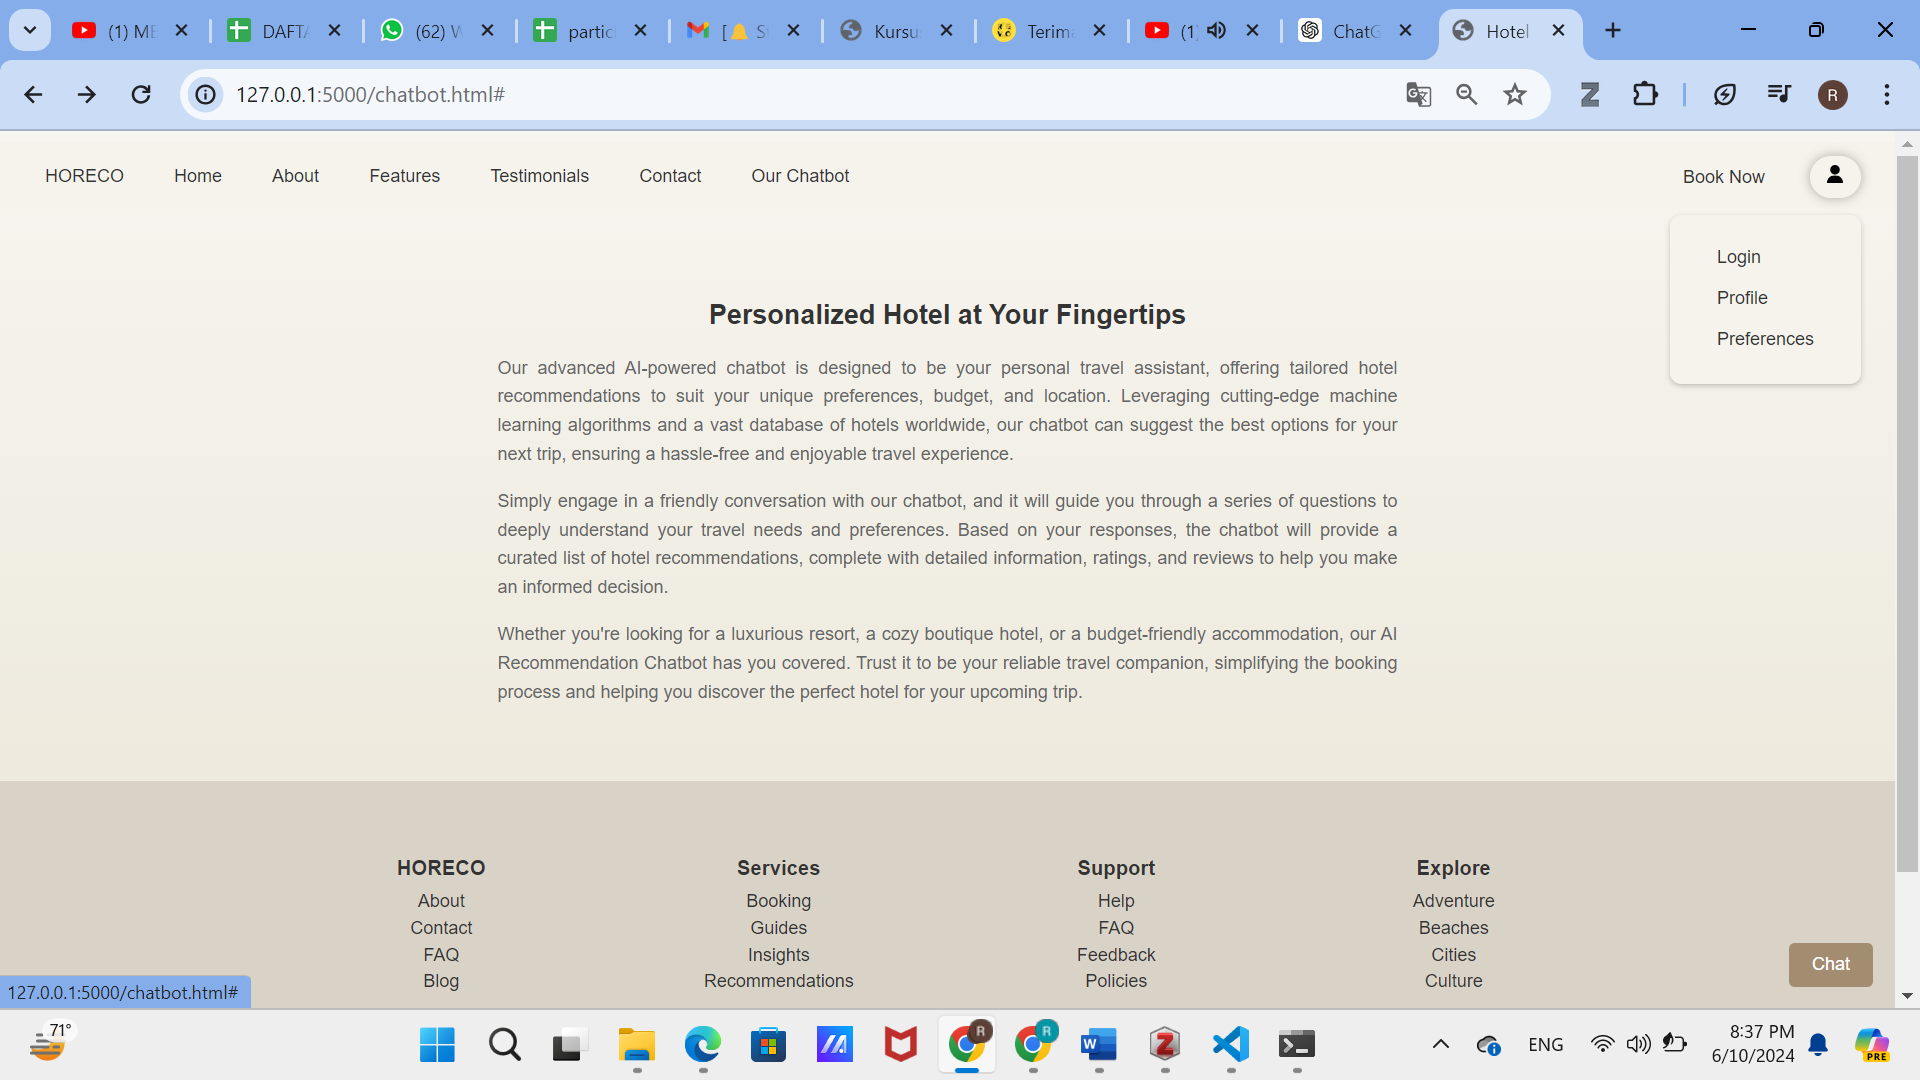 (1) ME
DAFTA
(62) W
partic
[ S
Kursu
Terima
(1)
ChatG
Hotel
127.0.0.1:5000/chatbot.html#
R
HORECO Home About Features Testimonials Contact Our Chatbot Book Now
Login
Profile
Preferences
Personalized Hotel at Your Fingertips
Our advanced AI-powered chatbot is designed to be your personal travel assistant, offering tailored hotel
recommendations to suit your unique preferences, budget, and location. Leveraging cutting-edge machine
learning algorithms and a vast database of hotels worldwide, our chatbot can suggest the best options for your
next trip, ensuring a hassle-free and enjoyable travel experience.
Simply engage in a friendly conversation with our chatbot, and it will guide you through a series of questions to
deeply understand your travel needs and preferences. Based on your responses, the chatbot will provide a
curated list of hotel recommendations, complete with detailed information, ratings, and reviews to help you make
an informed decision.
Whether you're looking for a luxurious resort, a cozy boutique hotel, or a budget-friendly accommodation, our AI
Recommendation Chatbot has you covered. Trust it to be your reliable travel companion, simplifying the booking
process and helping you discover the perfect hotel for your upcoming trip.
HORECO
About
Contact
FAQ
Blog
Services
Booking
Guides
Insights
Recommendations
Support
Help
FAQ
Feedback
Policies
Explore
Adventure
Beaches
Cities
Culture
Chat
127.0.0.1:5000/chatbot.html#
71°
ENG
8:37 PM
6/10/2024
PRE